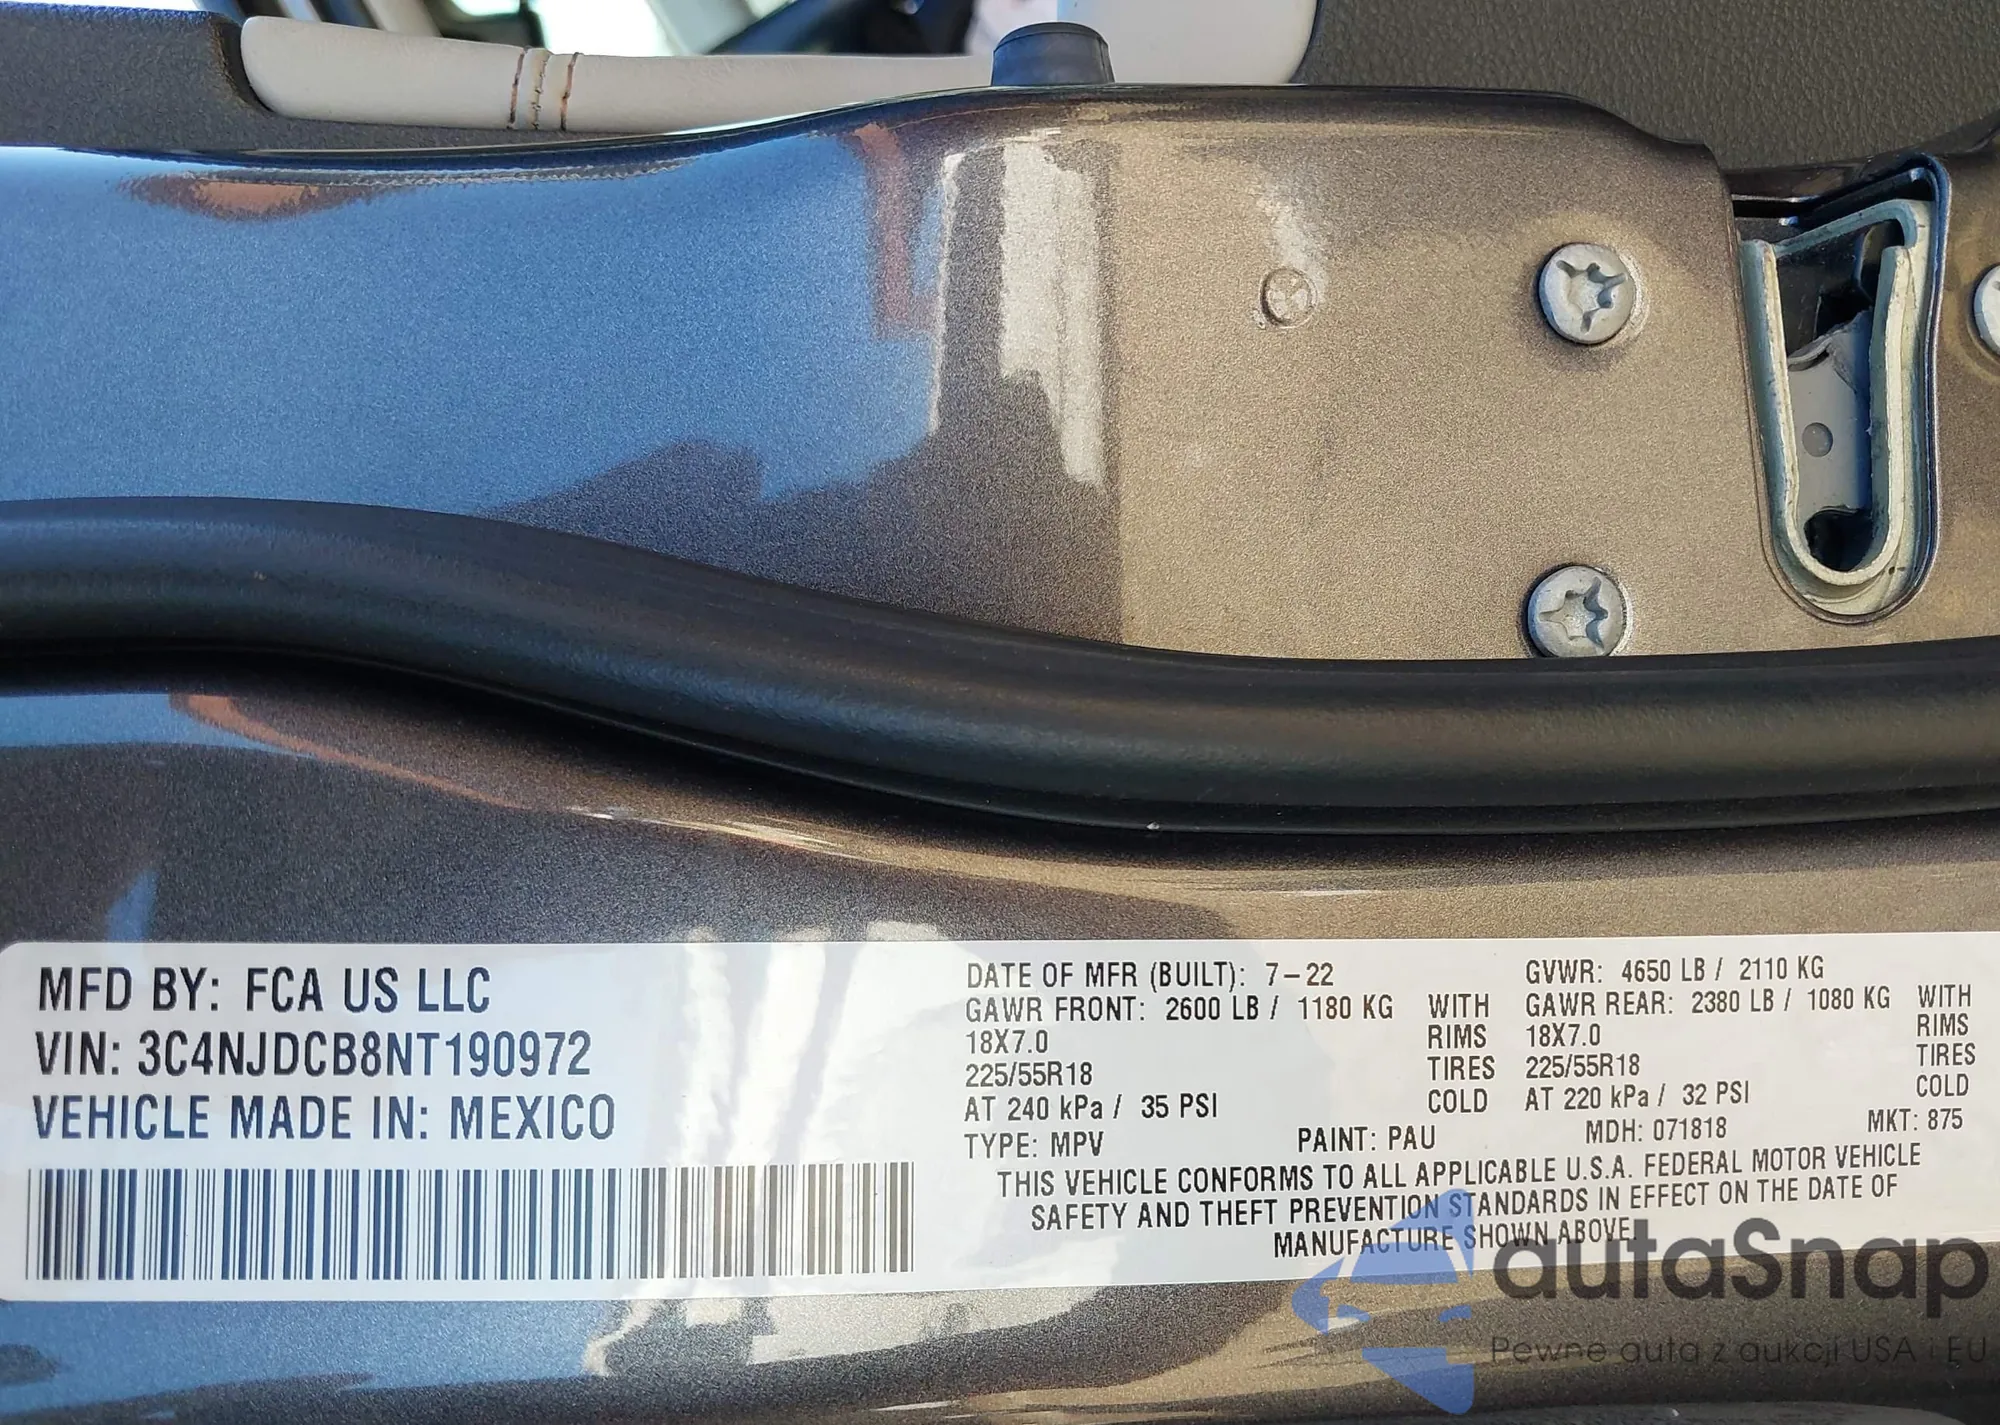 MFD BY: FCA US LLC
VIN: 3C4NJDCB8NT190972
VEHICLE MADE IN: MEXICO
DATE OF MFR (BUILT): 7-22
GAWR FRONT: 2600 LB / 1180 KG WITH
18X7.0 RIMS
225/55R18 TIRES
AT 240 kPa / 35 PSI COLD
TYPE: MPV PAINT: PAU
GVWR: 4650 LB / 2110 KG
GAWR REAR: 2380 LB / 1080 KG WITH
18X7.0 RIMS
225/55R18 TIRES
AT 220 kPa / 32 PSI COLD
MDH: 071818 MKT: 875
THIS VEHICLE CONFORMS TO ALL APPLICABLE U.S.A. FEDERAL MOTOR VEHICLE
SAFETY AND THEFT PREVENTION STANDARDS IN EFFECT ON THE DATE OF
MANUFACTURE SHOWN ABOVE.
autaSnap
Pewne auta z aukcji USA i EU